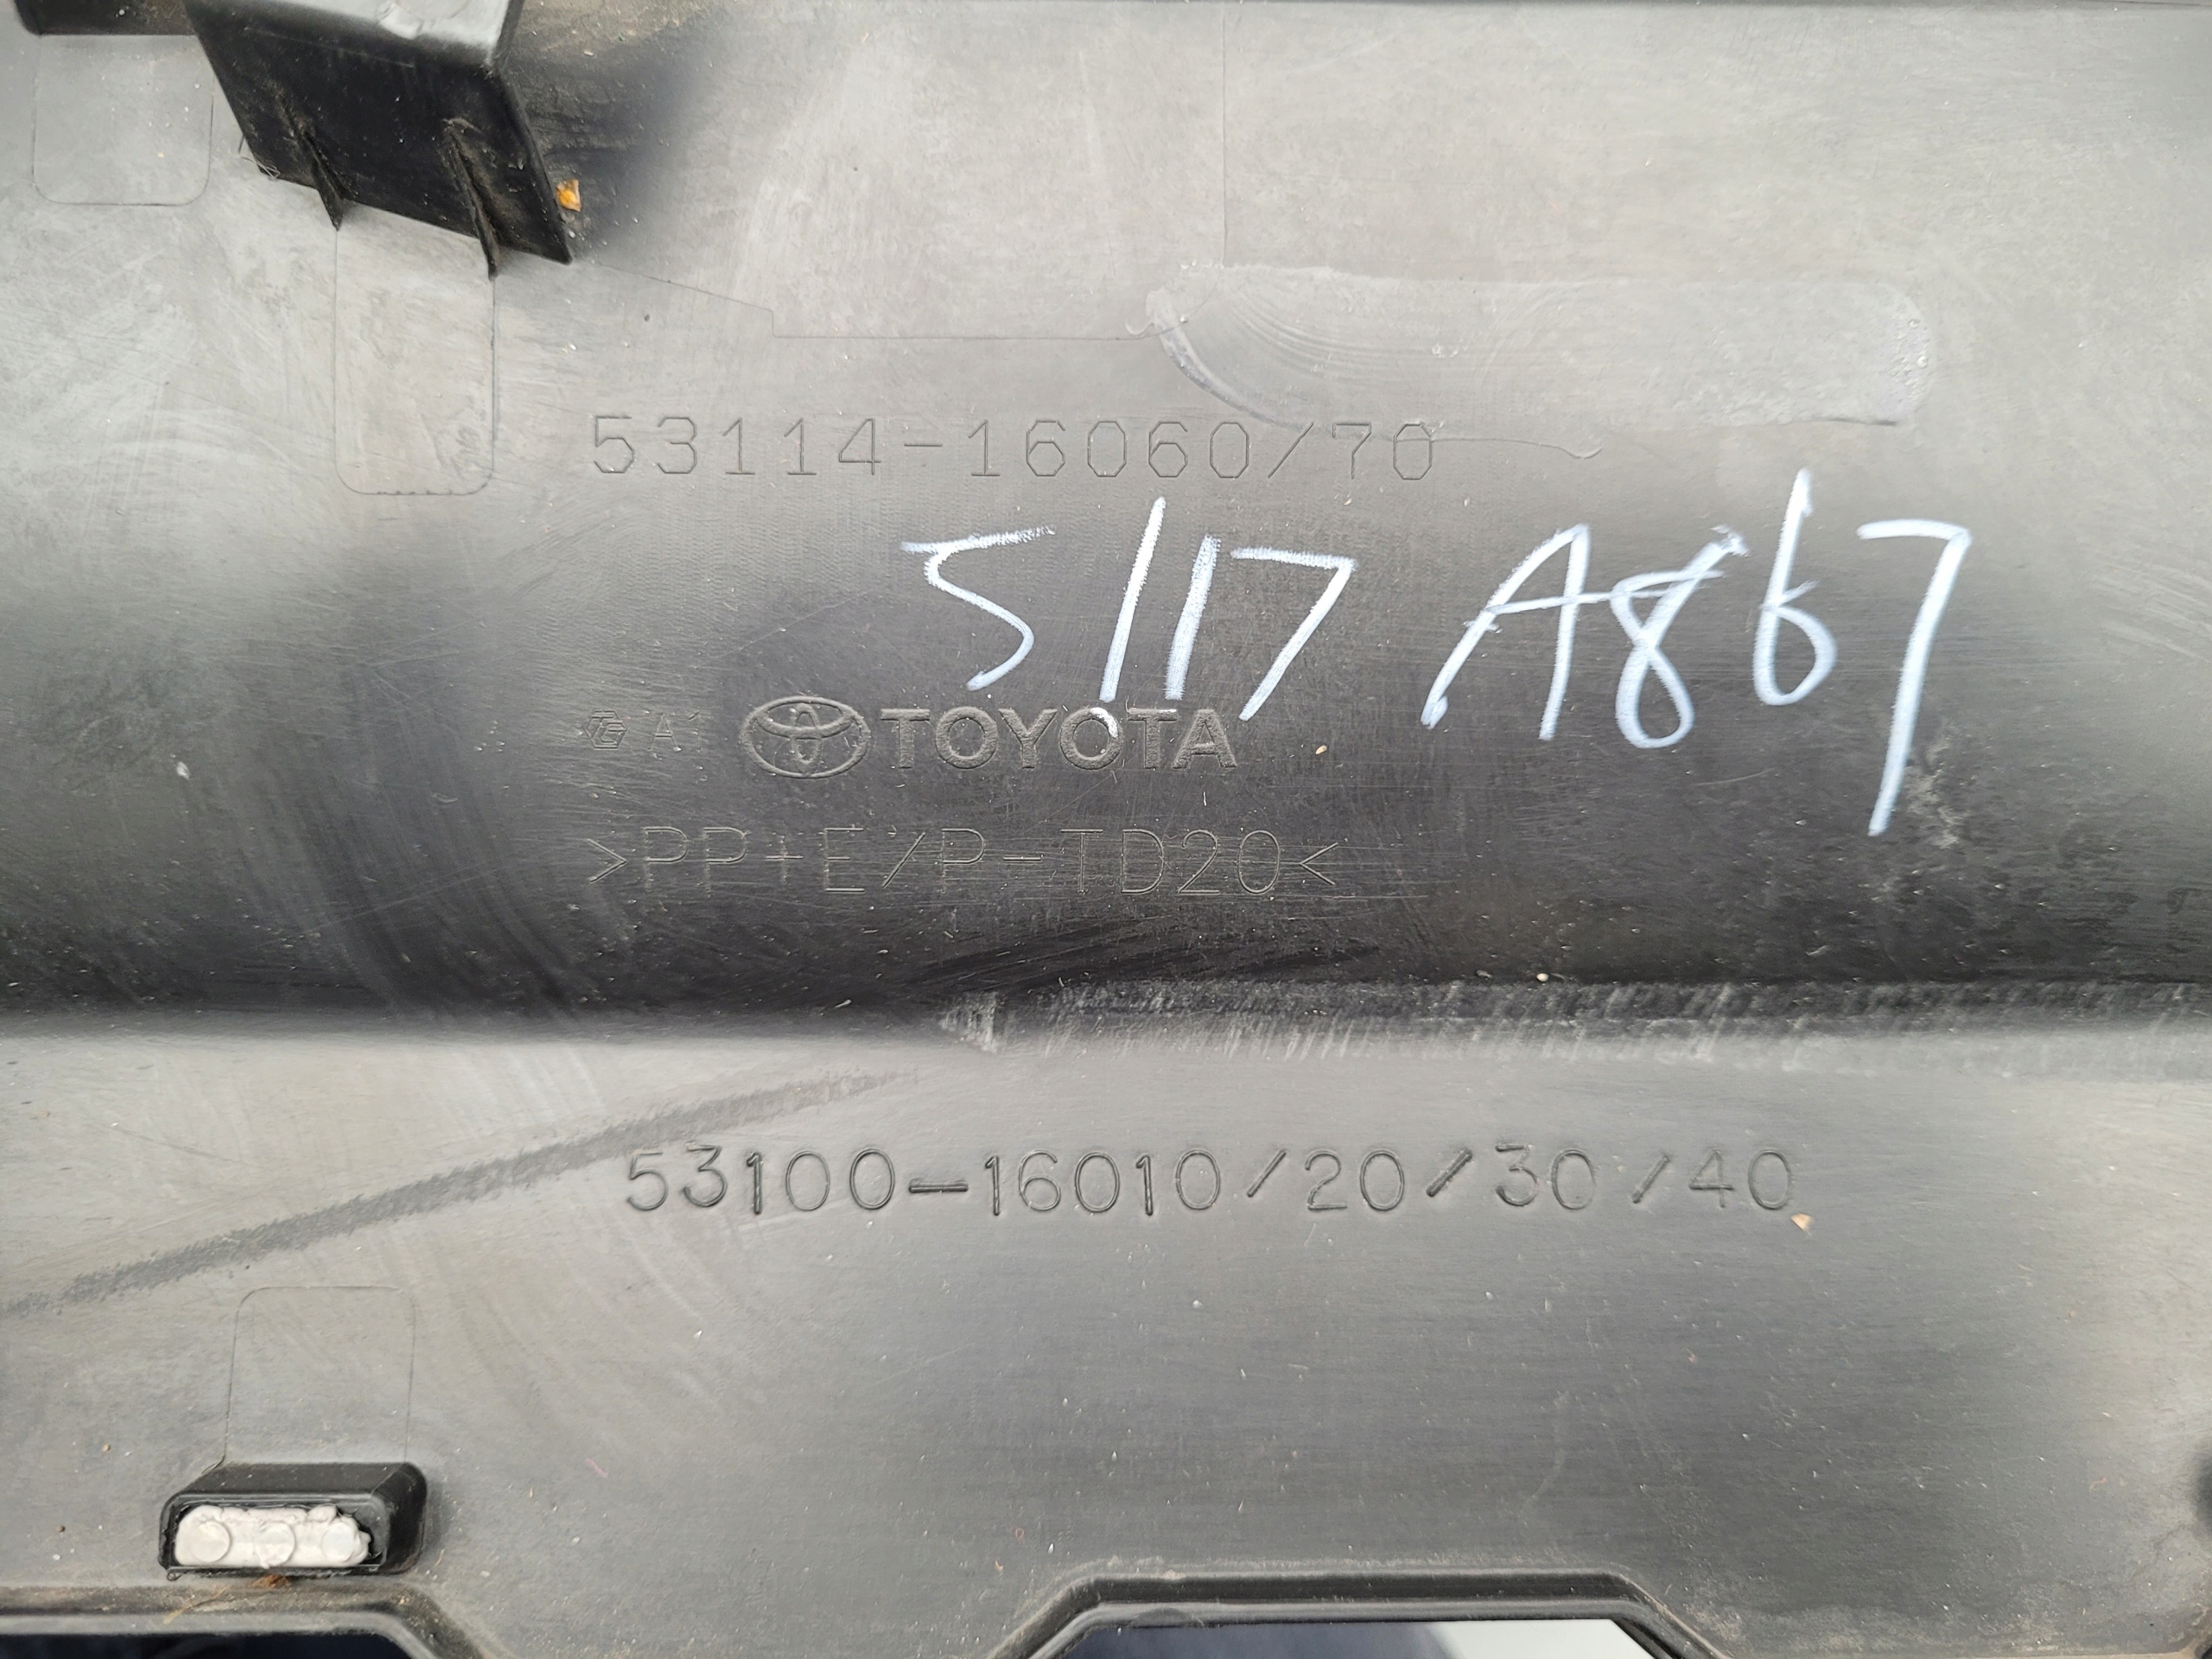 53114-16060/70
5117 A867
A1 TOYOTA
>PP+E/P-TD20<
53100-16010/20/30/40